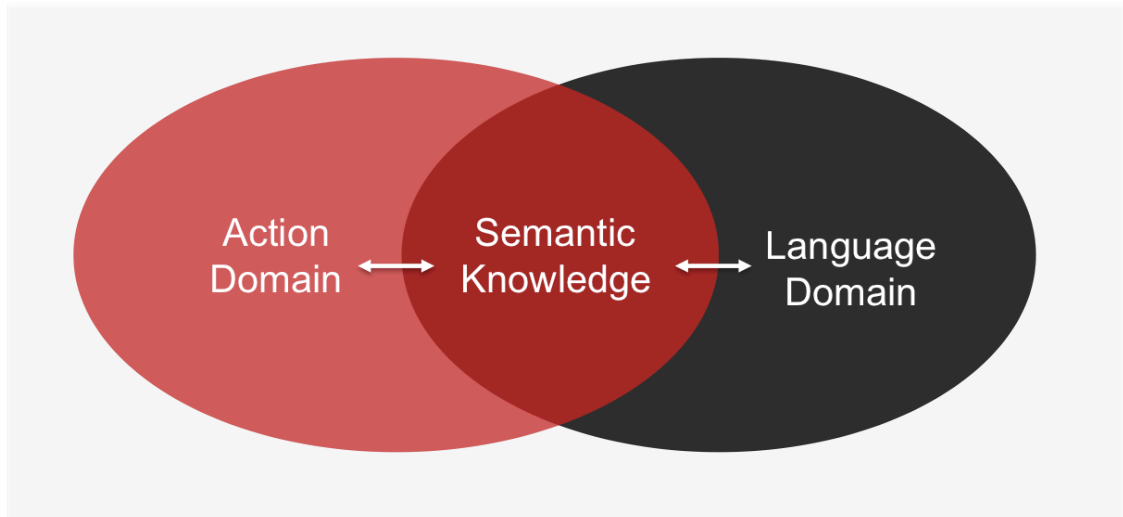 Action
Domain
Semantic
Knowledge
Language
Domain